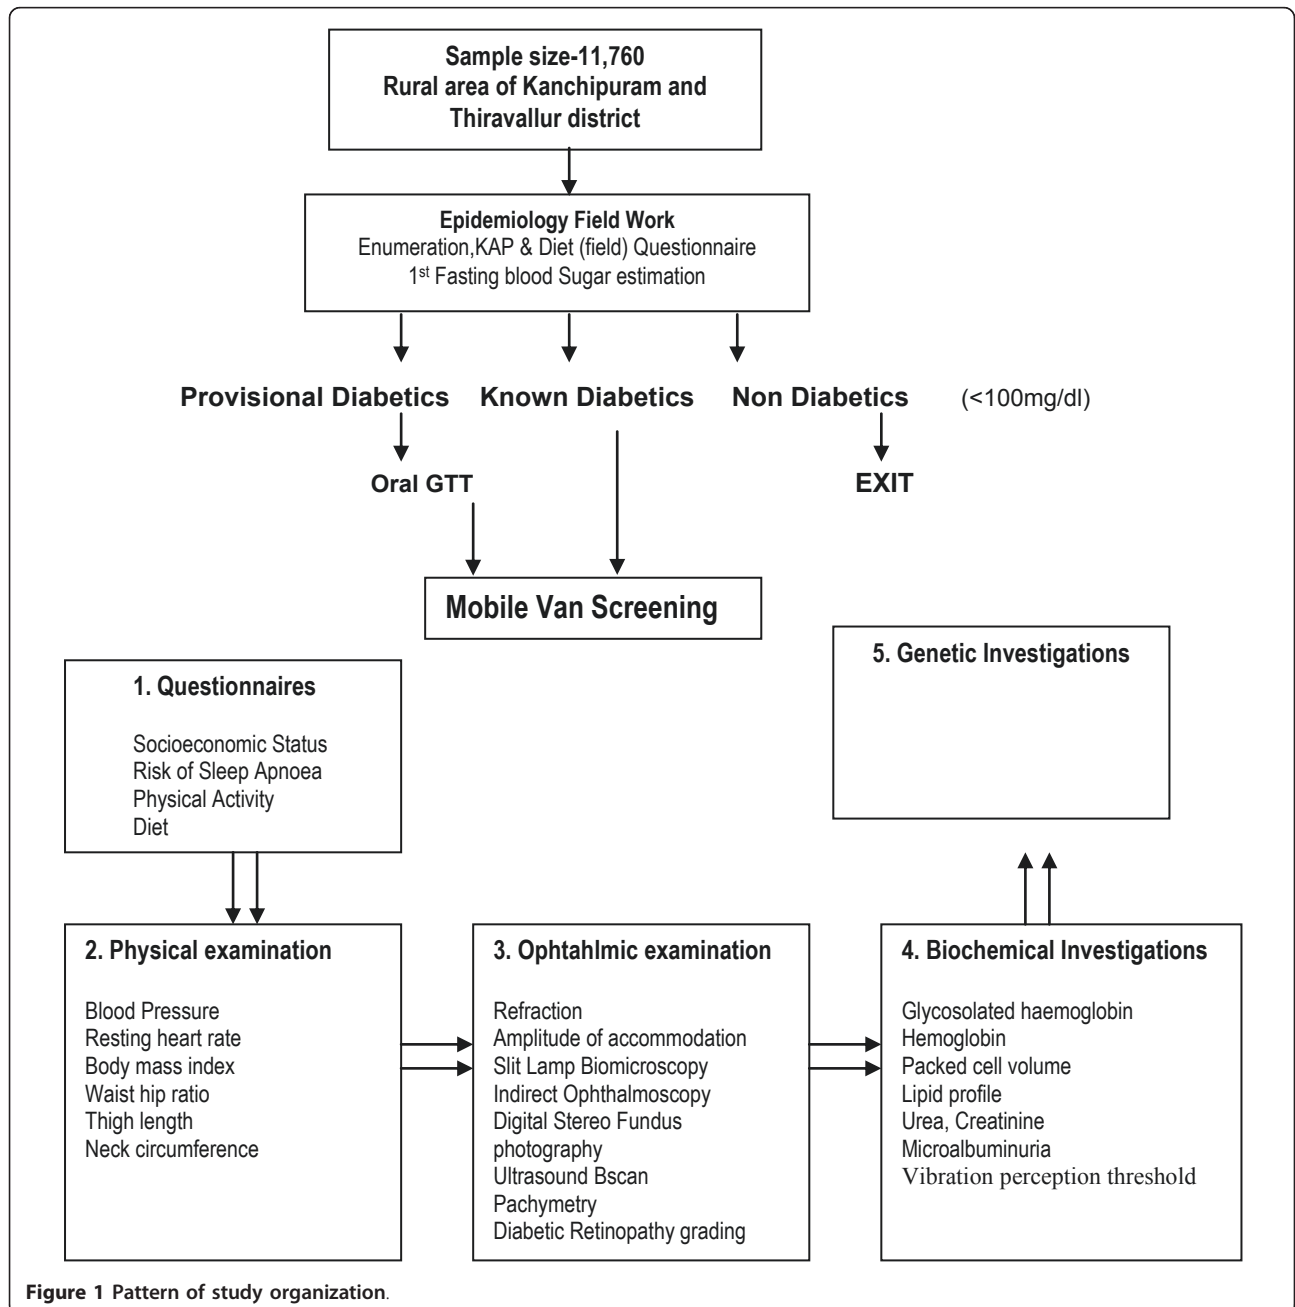 Sample size-11,760
Rural area of Kanchipuram and
Thiravallur district
Epidemiology Field Work
Enumeration,KAP & Diet (field) Questionnaire
1st Fasting blood Sugar estimation
Provisional Diabetics Known Diabetics Non Diabetics (<100mg/dl)
Oral GTT
EXIT
Mobile Van Screening
1. Questionnaires
Socioeconomic Status
Risk of Sleep Apnoea
Physical Activity
Diet
2. Physical examination
Blood Pressure
Resting heart rate
Body mass index
Waist hip ratio
Thigh length
Neck circumference
3. Ophtahlmic examination
Refraction
Amplitude of accommodation
Slit Lamp Biomicroscopy
Indirect Ophthalmoscopy
Digital Stereo Fundus
photography
Ultrasound Bscan
Pachymetry
Diabetic Retinopathy grading
4. Biochemical Investigations
Glycosolated haemoglobin
Hemoglobin
Packed cell volume
Lipid profile
Urea, Creatinine
Microalbuminuria
Vibration perception threshold
5. Genetic Investigations
Figure 1 Pattern of study organization.